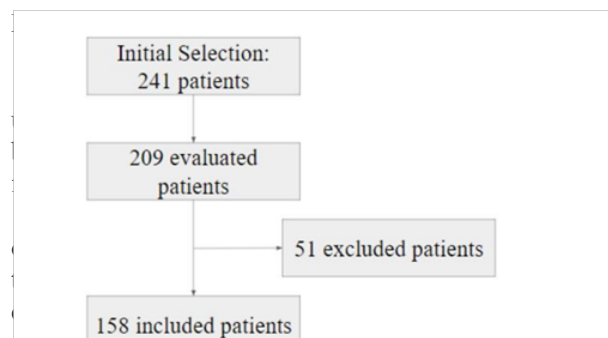 Initial Selection:
241 patients
209 evaluated
patients
51 excluded patients
158 included patients